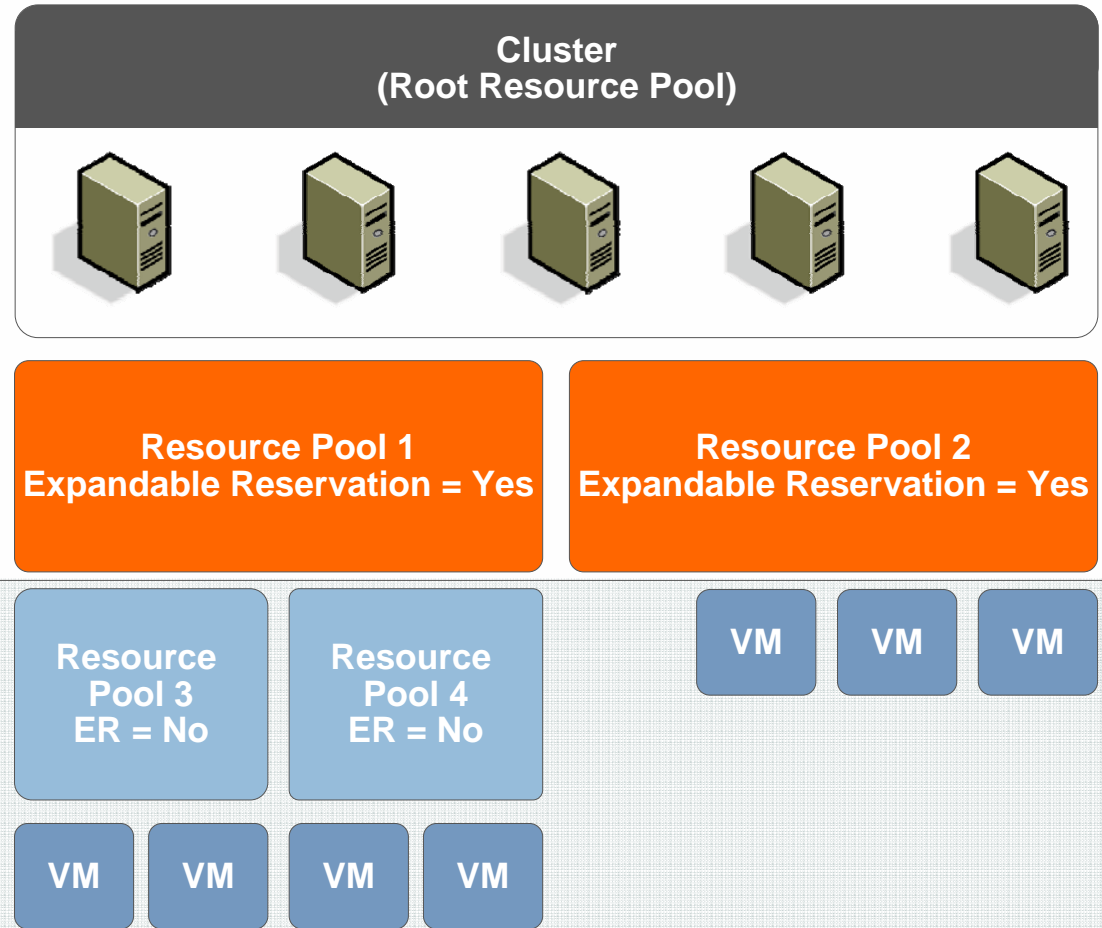 Cluster
(Root Resource Pool)
Resource Pool 1
Expandable Reservation = Yes
Resource Pool 2
Expandable Reservation = Yes
Resource
Pool 3
ER = No
Resource
Pool 4
ER = No
VM
VM
VM
VM
VM
VM
VM